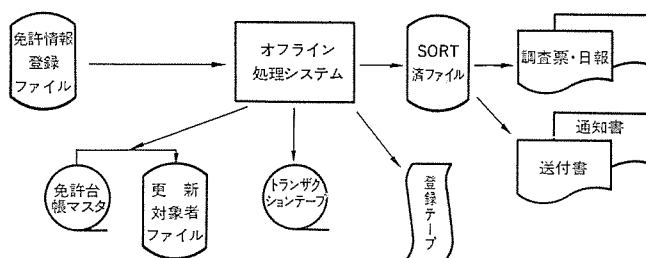 免許情報
登録
ファイル
オフライン
処理システム
SORT
済ファイル
調査票・日報
通知書
送付書
免許台
帳マスタ
更新
対象者
ファイル
トランザク
ションテープ
登録テープ